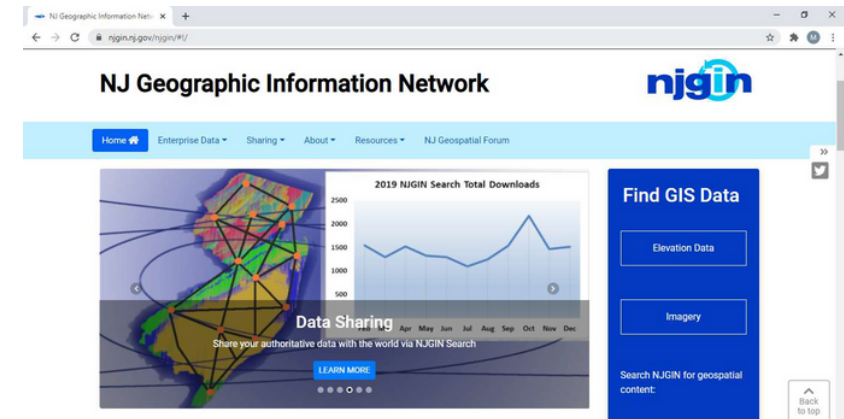 NJ Geographic Information Netw
njgin.nj.gov/njgin/#!/
M
NJ Geographic Information Network
njgin
Home
Enterprise Data
Sharing
About
Resources
NJ Geospatial Forum
»
2019 NJGIN Search Total Downloads
2500
2000
1500
1000
500
Apr May Jun Jul Aug Sep Oct Nov Dec
Data Sharing
Share your authoritative data with the world via NJGIN Search
LEARN MORE
Find GIS Data
Elevation Data
Imagery
Search NJGIN for geospatial
content:
Back
to top